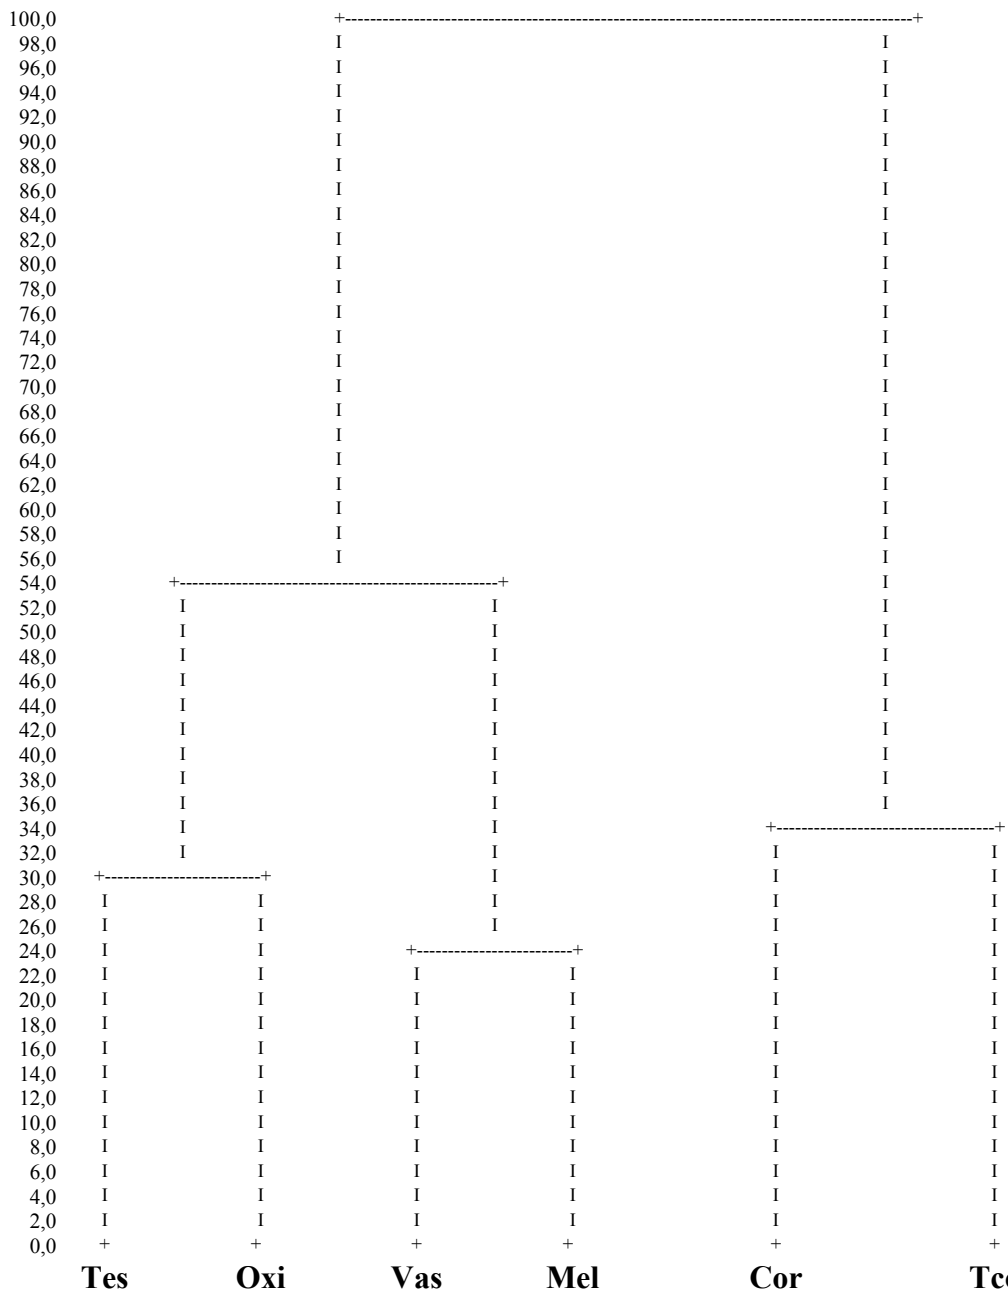 100,0 +----------------------------------------------------------------------------------------------+
98,0 I I
96,0 I I
94,0 I I
92,0 I I
90,0 I I
88,0 I I
86,0 I I
84,0 I I
82,0 I I
80,0 I I
78,0 I I
76,0 I I
74,0 I I
72,0 I I
70,0 I I
68,0 I I
66,0 I I
64,0 I I
62,0 I I
60,0 I I
58,0 I I
56,0 I I
54,0 +---------------------------------------------------+ I
52,0 I I I
50,0 I I I
48,0 I I I
46,0 I I I
44,0 I I I
42,0 I I I
40,0 I I I
38,0 I I I
36,0 I I I
34,0 I I +-----------------------------------+
32,0 I I I I
30,0 +-------------------------+ I I I
28,0 I I I I I
26,0 I I I I I
24,0 I I +-------------------------+ I I
22,0 I I I I I I
20,0 I I I I I I
18,0 I I I I I I
16,0 I I I I I I
14,0 I I I I I I
12,0 I I I I I I
10,0 I I I I I I
8,0 I I I I I I
6,0 I I I I I I
4,0 I I I I I I
2,0 I I I I I I
0,0 + + + + + +
Tes Oxi Vas Mel Cor